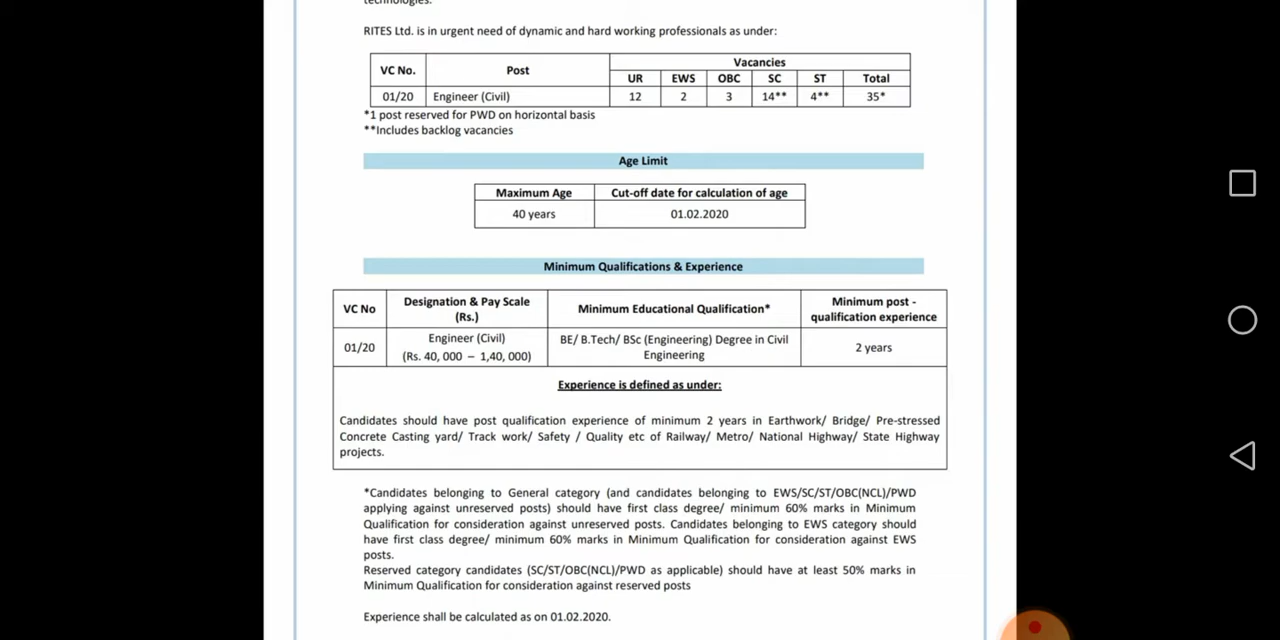 technologies.
RITES Ltd. is in urgent need of dynamic and hard working professionals as under:
VC No. Post Vacancies
UR EWS OBC SC ST Total
01/20 Engineer (Civil) 12 2 3 14** 4** 35*
*1 post reserved for PWD on horizontal basis
**Includes backlog vacancies
Age Limit
Maximum Age Cut-off date for calculation of age
40 years 01.02.2020
Minimum Qualifications & Experience
VC No Designation & Pay Scale (Rs.) Minimum Educational Qualification* Minimum post - qualification experience
01/20 Engineer (Civil) (Rs. 40, 000 – 1,40, 000) BE/ B.Tech/ BSc (Engineering) Degree in Civil Engineering 2 years
Experience is defined as under:
Candidates should have post qualification experience of minimum 2 years in Earthwork/ Bridge/ Pre-stressed
Concrete Casting yard/ Track work/ Safety / Quality etc of Railway/ Metro/ National Highway/ State Highway
projects.
*Candidates belonging to General category (and candidates belonging to EWS/SC/ST/OBC(NCL)/PWD
applying against unreserved posts) should have first class degree/ minimum 60% marks in Minimum
Qualification for consideration against unreserved posts. Candidates belonging to EWS category should
have first class degree/ minimum 60% marks in Minimum Qualification for consideration against EWS
posts.
Reserved category candidates (SC/ST/OBC(NCL)/PWD as applicable) should have at least 50% marks in
Minimum Qualification for consideration against reserved posts
Experience shall be calculated as on 01.02.2020.